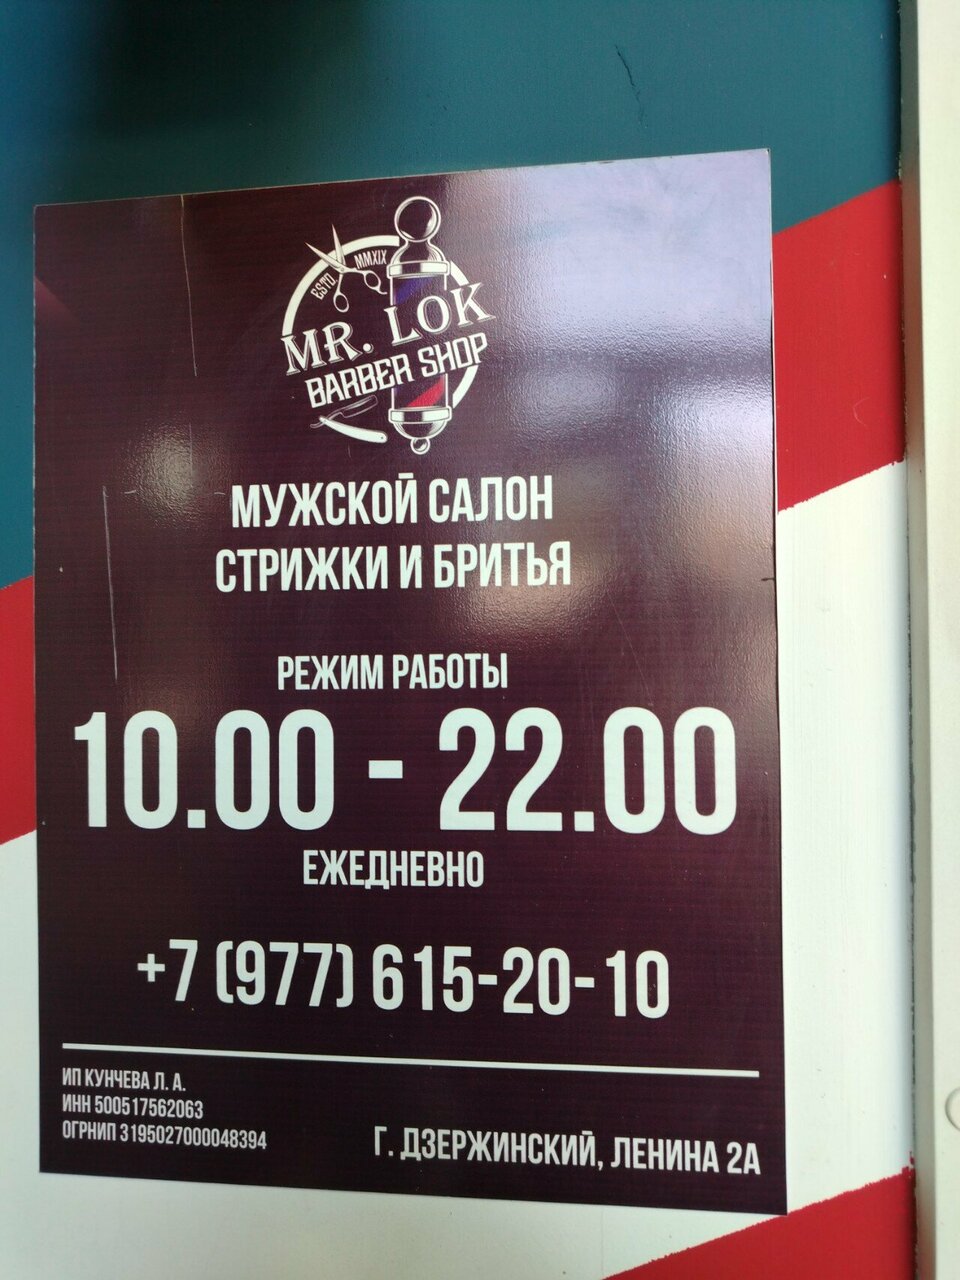 ESTD MMXIX
MR. LOK
BARBER SHOP
МУЖСКОЙ САЛОН
СТРИЖКИ И БРИТЬЯ
РЕЖИМ РАБОТЫ
10.00 - 22.00
ЕЖЕДНЕВНО
+7 (977) 615-20-10
ИП КУНЧЕВА Л. А.
ИНН 500517562063
ОГРНИП 3195027000048394
Г. ДЗЕРЖИНСКИЙ, ЛЕНИНА 2А